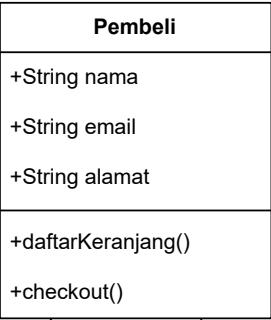 Pembeli
+String nama
+String email
+String alamat
+daftarKeranjang()
+checkout()